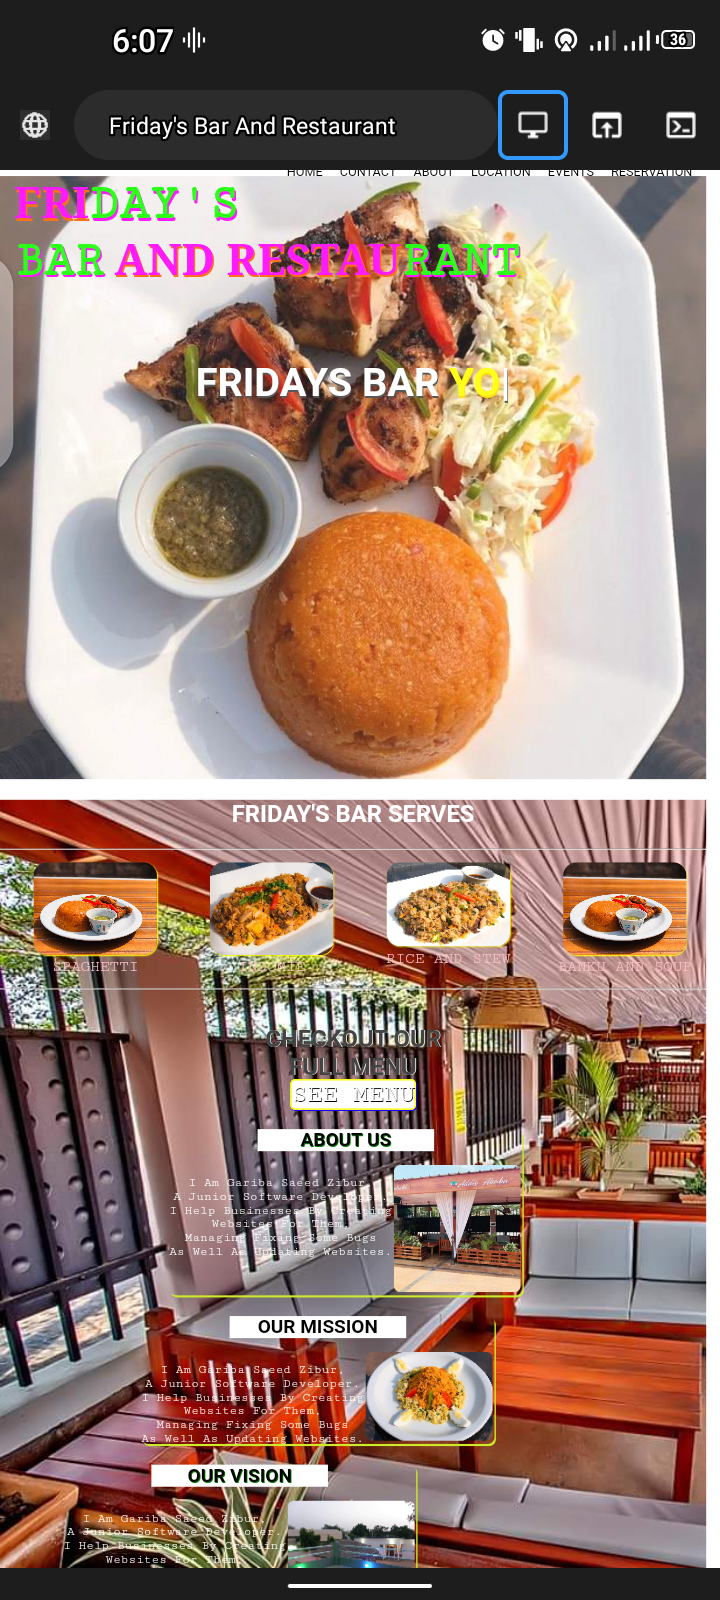 6:07
36
Friday's Bar And Restaurant
HOME CONTACT ABOUT LOCATION EVENTS RESERVATION
FRIDAY'S
BAR AND RESTAURANT
FRIDAYS BAR YO|
FRIDAY'S BAR SERVES
SPAGHETTI
RICE AND STEW
BANKU AND SOUP
CHECKOUT OUR
FULL MENU
SEE MENU
ABOUT US
I Am Gariba Saeed Zibur,
A Junior Software Developer.
I Help Businesses By Creating
Websites For Them,
Managing Fixing Some Bugs
As Well As Updating Websites.
OUR MISSION
I Am Gariba Saeed Zibur,
A Junior Software Developer.
I Help Businesses By Creating
Websites For Them,
Managing Fixing Some Bugs
As Well As Updating Websites.
OUR VISION
I Am Gariba Saeed Zibur,
A Junior Software Developer.
I Help Businesses By Creating
Websites For Them,